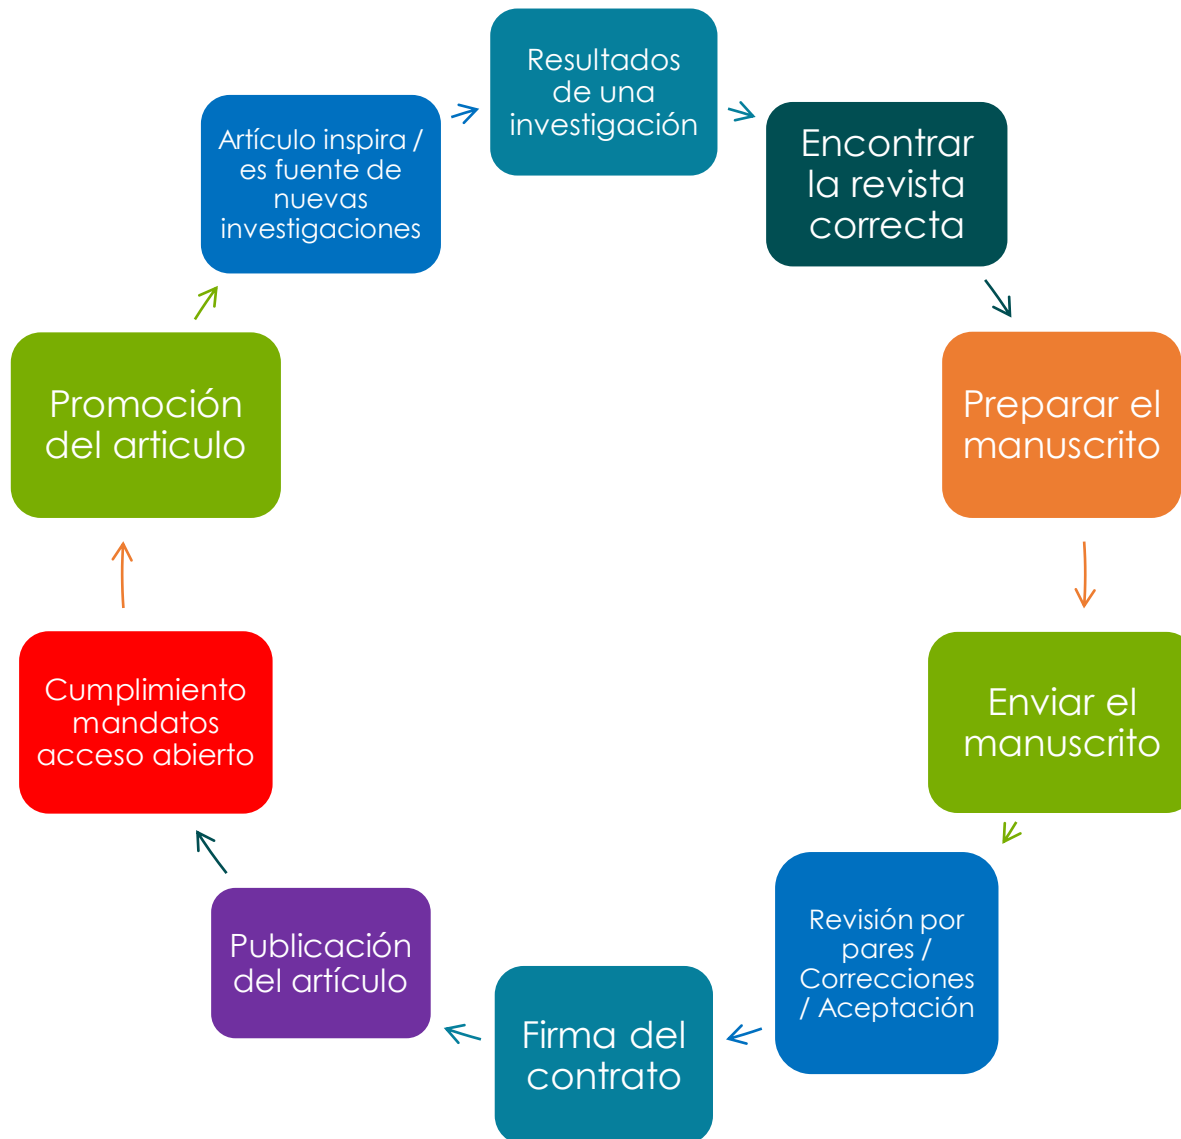 Resultados
de una
investigación
Encontrar
la revista
correcta
Preparar el
manuscrito
Enviar el
manuscrito
Revisión por
pares /
Correcciones
/ Aceptación
Firma del
contrato
Publicación
del artículo
Cumplimiento
mandatos
acceso abierto
Promoción
del articulo
Artículo inspira /
es fuente de
nuevas
investigaciones